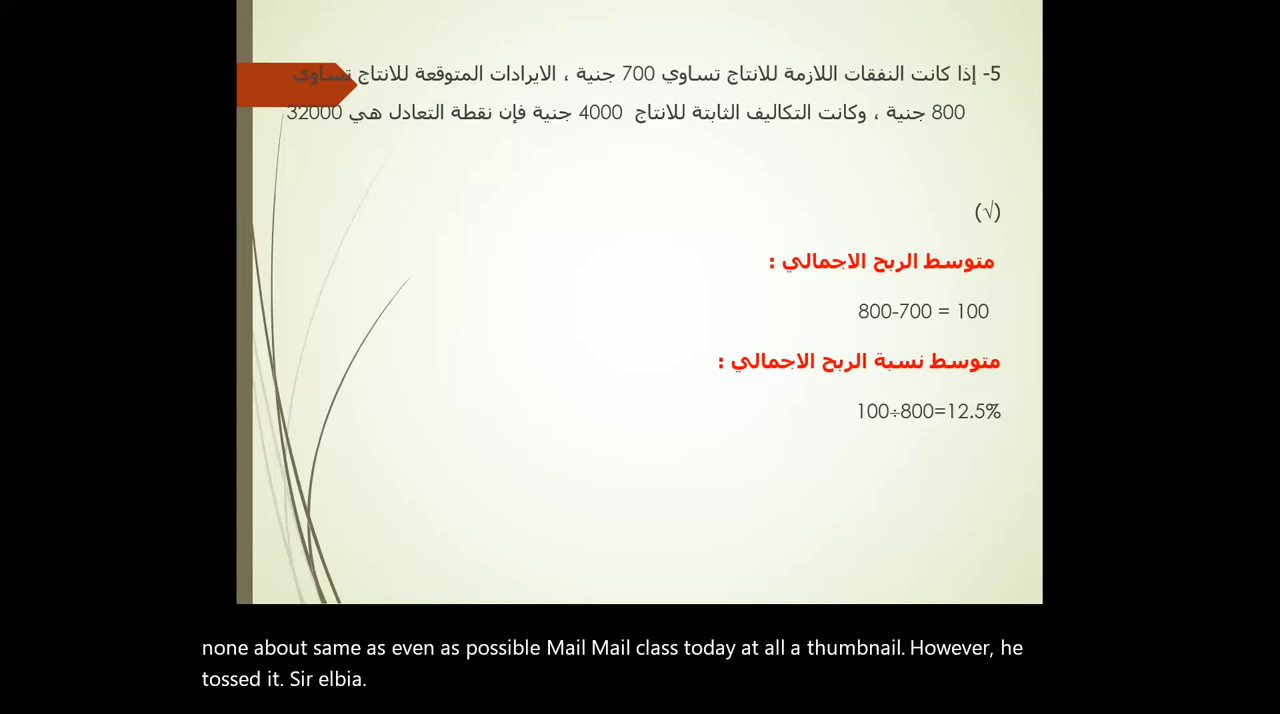 5- إذا كانت النفقات اللازمة للانتاج تساوي 700 جنية ، الايرادات المتوقعة للانتاج تساوي
800 جنية ، وكانت التكاليف الثابتة للانتاج 4000 جنية فإن نقطة التعادل هي 32000
(√)
متوسط الربح الاجمالي :
800-700 = 100
متوسط نسبة الربح الاجمالي :
100÷800=12.5%
none about same as even as possible Mail Mail class today at all a thumbnail. However, he
tossed it. Sir elbia.